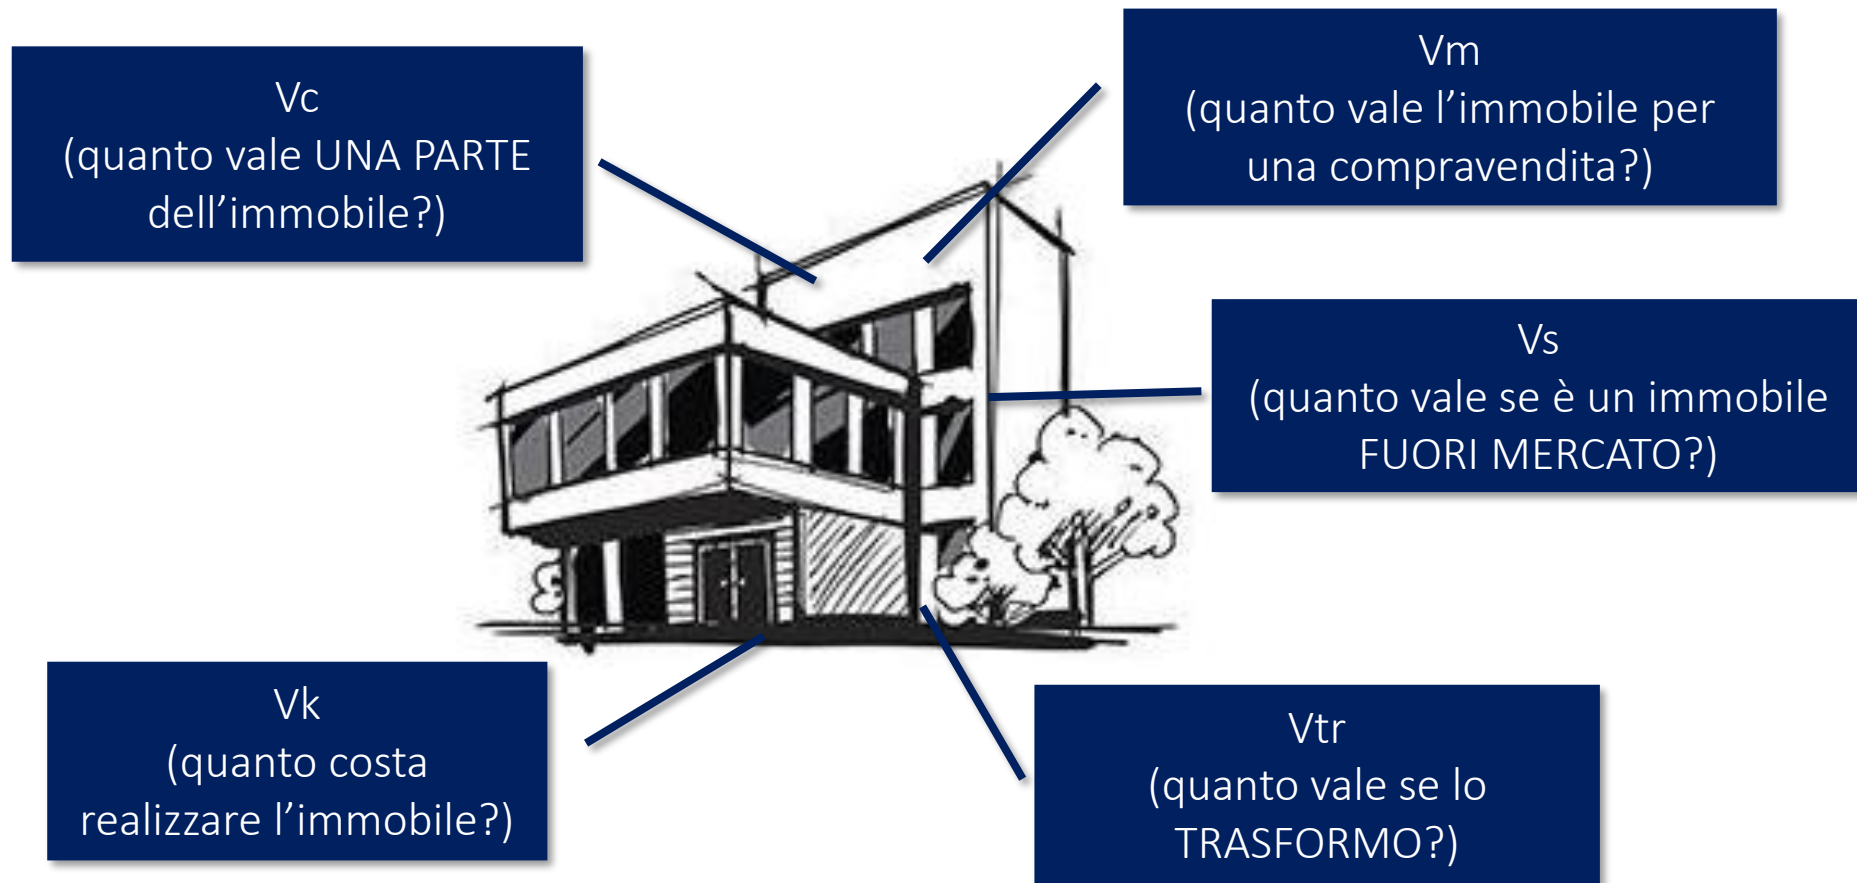 Vc
(quanto vale UNA PARTE
dell’immobile?)
Vm
(quanto vale l’immobile per
una compravendita?)
Vs
(quanto vale se è un immobile
FUORI MERCATO?)
Vk
(quanto costa
realizzare l’immobile?)
Vtr
(quanto vale se lo
TRASFORMO?)